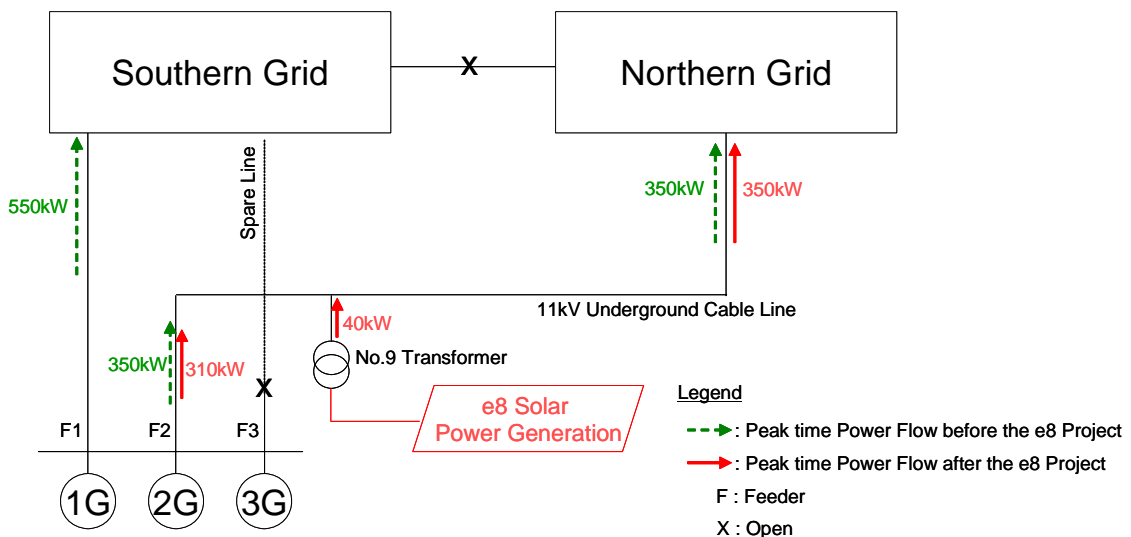 Southern Grid
X
Northern Grid
550kW
Spare Line
350kW
350kW
11kV Underground Cable Line
40kW
350kW
310kW
No.9 Transformer
X
e8 Solar
Power Generation
F1
F2
F3
1G
2G
3G
Legend
: Peak time Power Flow before the e8 Project
: Peak time Power Flow after the e8 Project
F : Feeder
X : Open